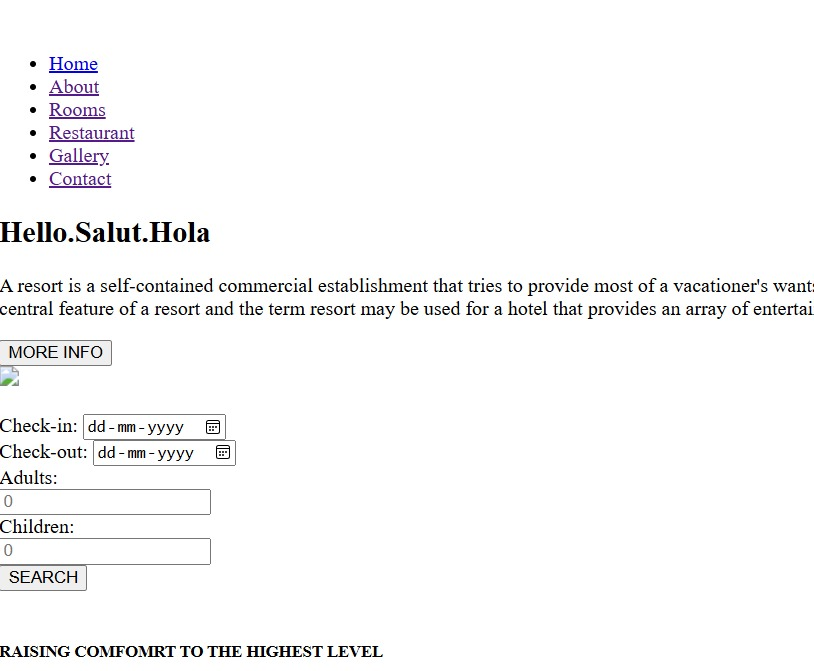 Home
About
Rooms
Restaurant
Gallery
Contact
Hello.Salut.Hola
A resort is a self-contained commercial establishment that tries to provide most of a vacationer's wants
central feature of a resort and the term resort may be used for a hotel that provides an array of entertai
MORE INFO
Check-in: dd-mm-yyyy
Check-out: dd-mm-yyyy
Adults:
0
Children:
0
SEARCH
RAISING COMFOMRT TO THE HIGHEST LEVEL